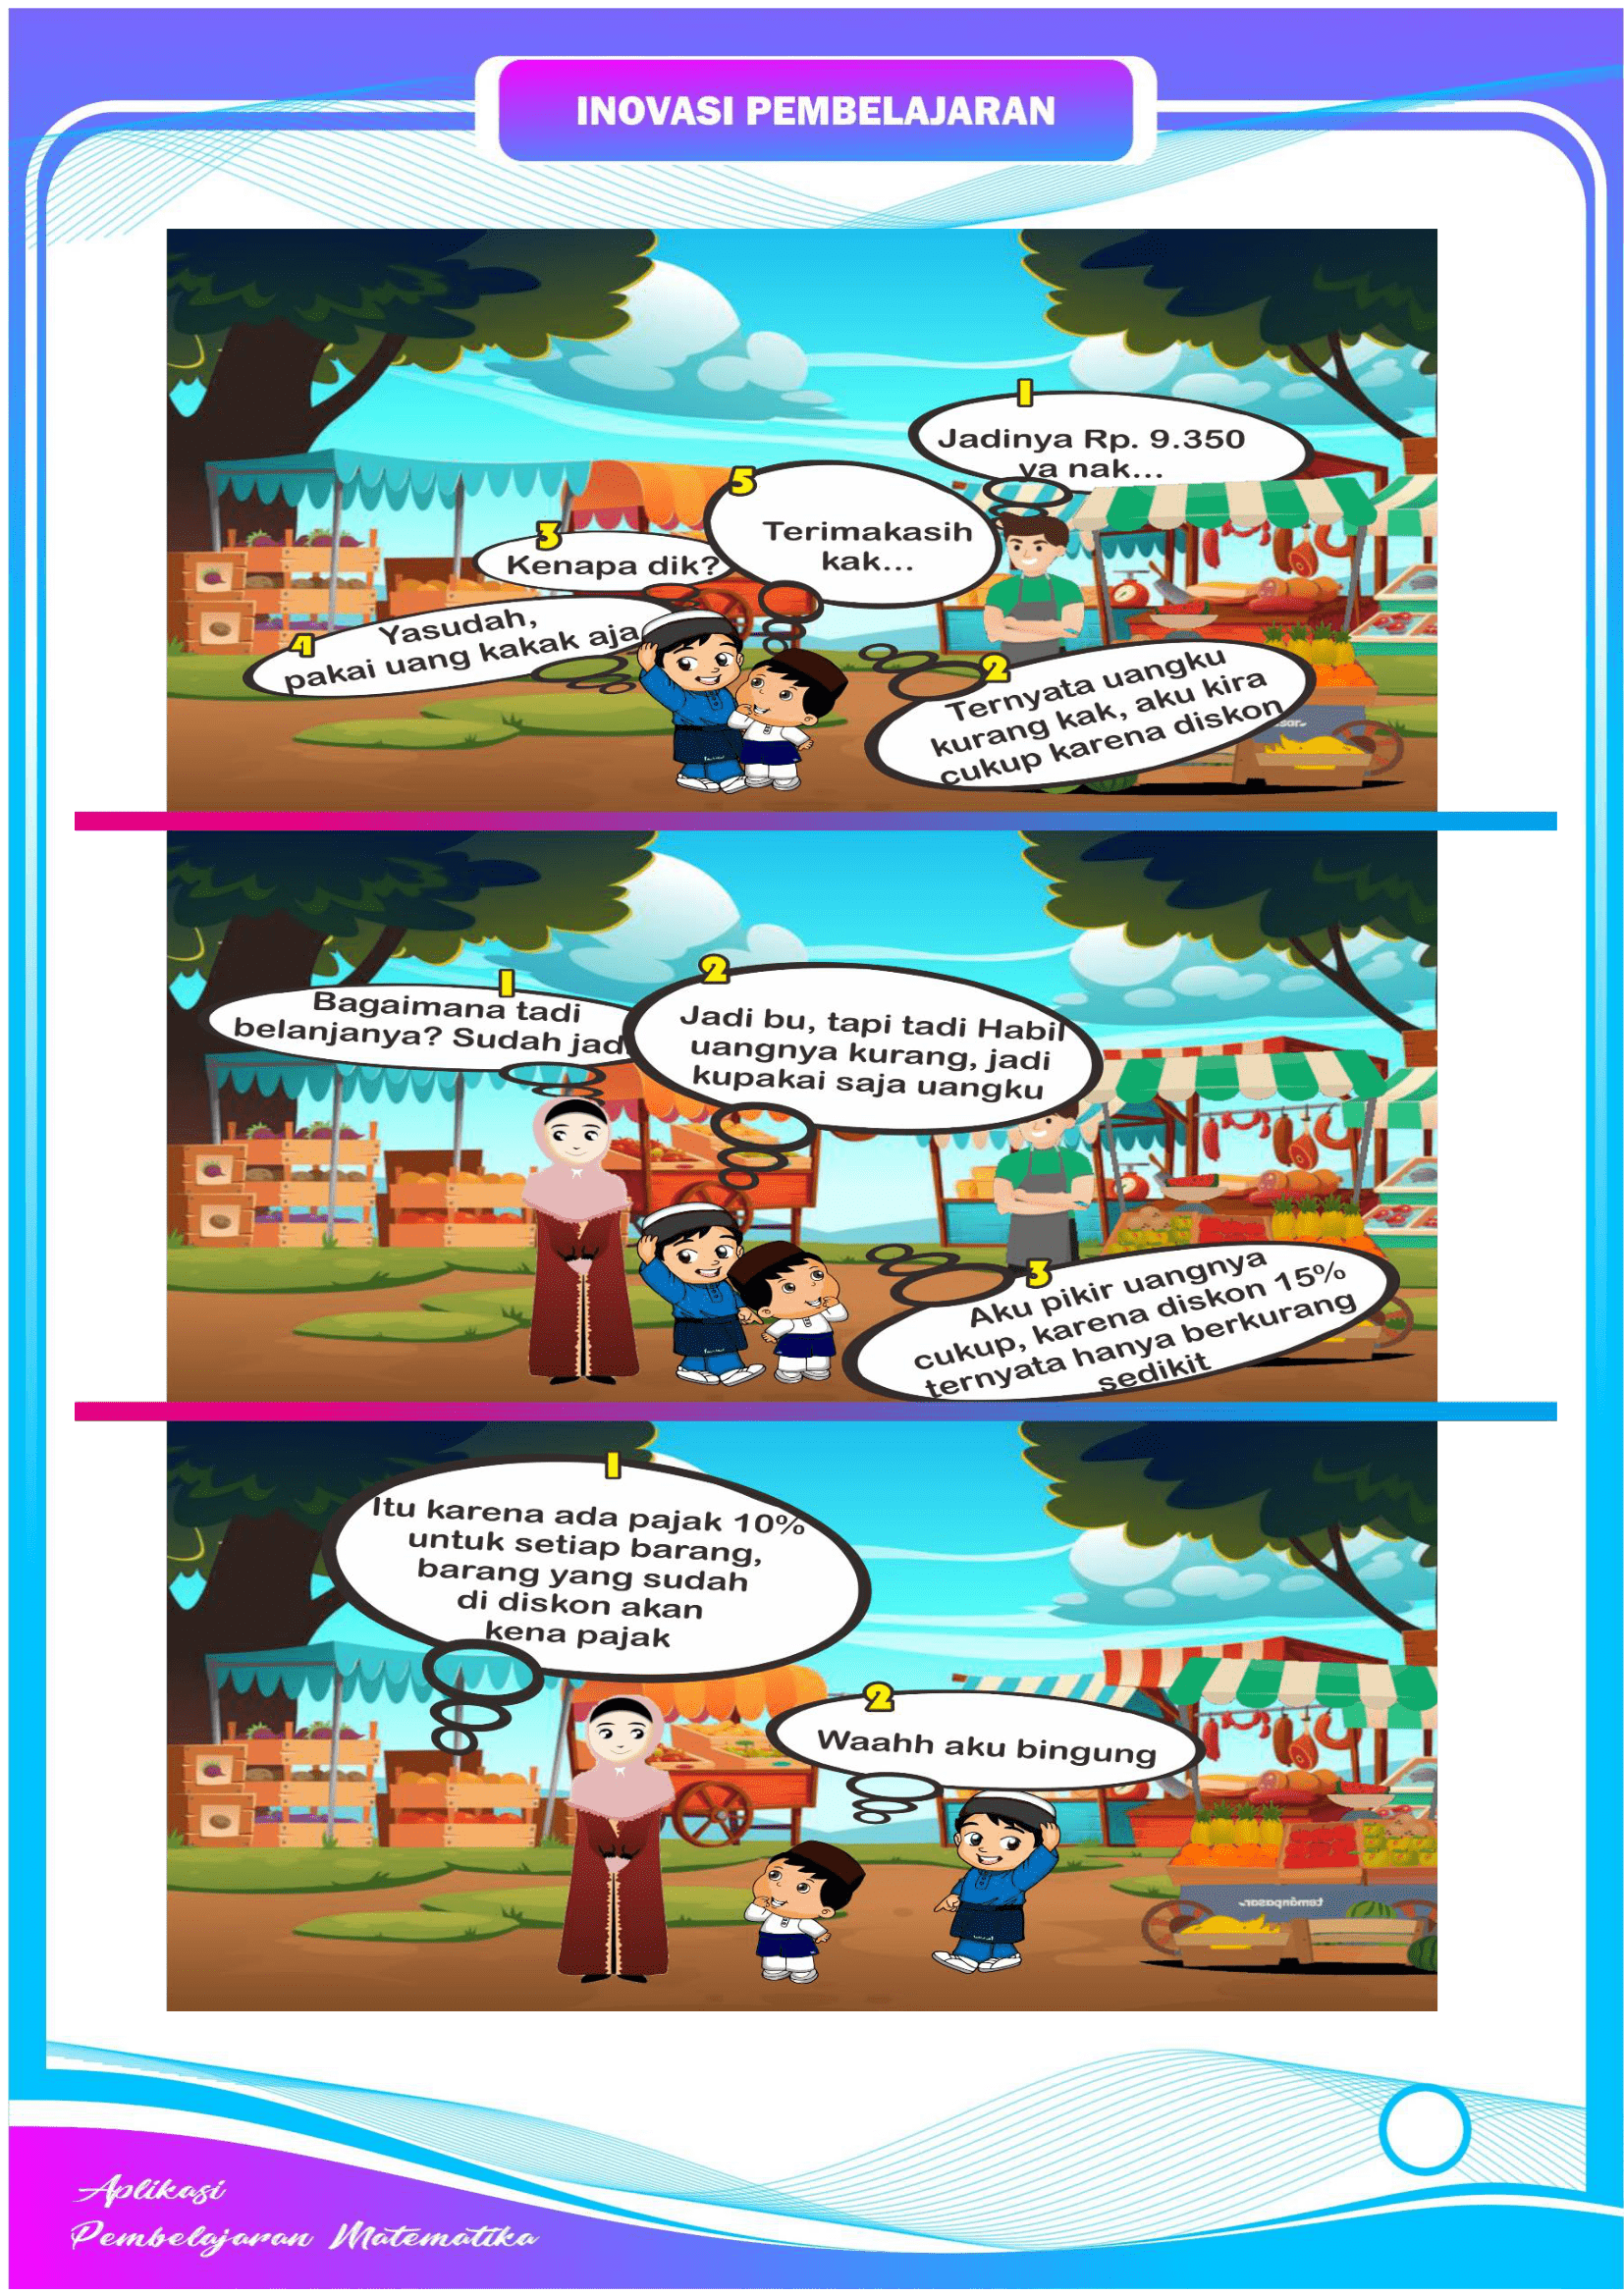 INOVASI PEMBELAJARAN
1
Jadinya Rp. 9.350
ya nak...
2
Ternyata uangku
kurang kak, aku kira
cukup karena diskon
3
Kenapa dik?
4
Yasudah,
pakai uang kakak aja
5
Terimakasih
kak...
1
Bagaimana tadi
belanjanya? Sudah jad
2
Jadi bu, tapi tadi Habil
uangnya kurang, jadi
kupakai saja uangku
3
Aku pikir uangnya
cukup, karena diskon 15%
ternyata hanya berkurang
sedikit
1
Itu karena ada pajak 10%
untuk setiap barang,
barang yang sudah
di diskon akan
kena pajak
2
Waahh aku bingung
temanpasar
Aplikasi
Pembelajaran Matematika